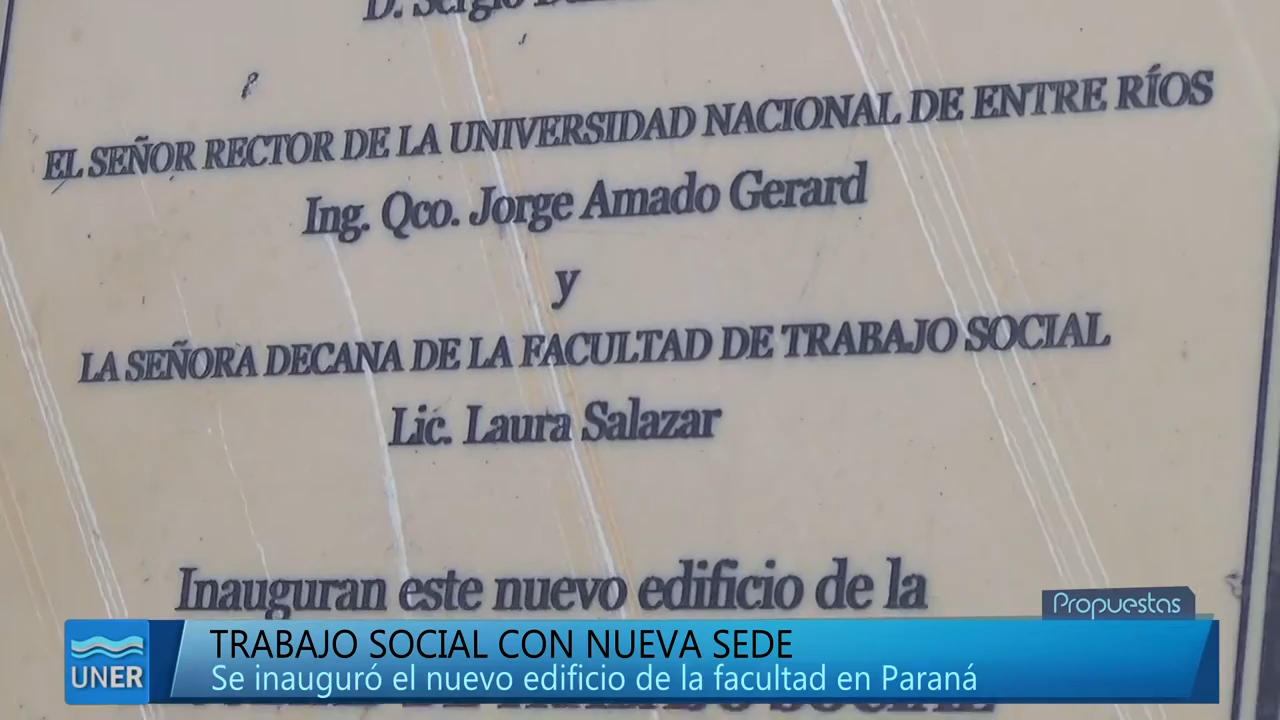 D. Sergio
EL SEÑOR RECTOR DE LA UNIVERSIDAD NACIONAL DE ENTRE RÍOS
Ing. Qco. Jorge Amado Gerard
y
LA SEÑORA DECANA DE LA FACULTAD DE TRABAJO SOCIAL
Lic. Laura Salazar
Inauguran este nuevo edificio de la
Propuestas
UNER
TRABAJO SOCIAL CON NUEVA SEDE
Se inauguró el nuevo edificio de la facultad en Paraná